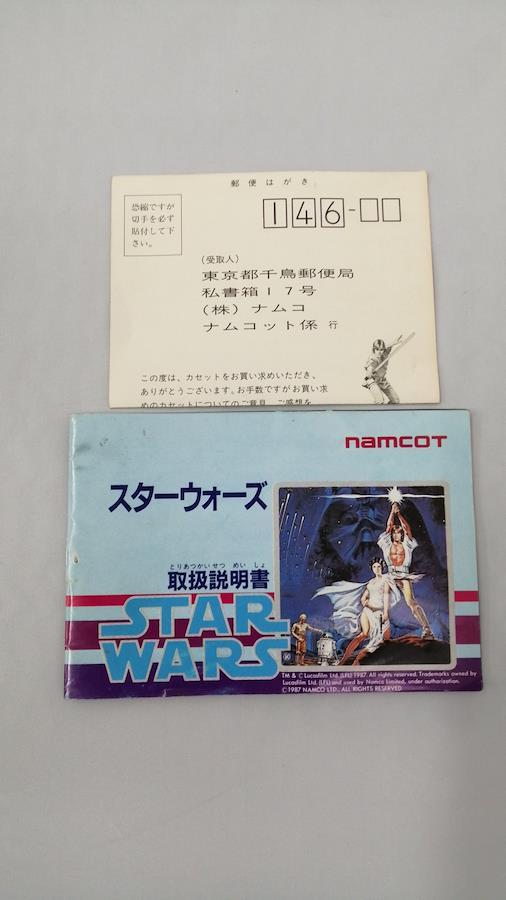 郵便はがき
恐縮ですが
切手を必ず
貼付して下
さい。
146-
(受取人)
東京都千鳥郵便局
私書箱17号
(株)ナムコ
ナムコット係 行
この度は、カセットをお買い求めいただき、
ありがとうございます。お手数ですがお買い求
めのカセットについてのご意見、ご感想を
namcoT
スターウォーズ
とりあつかいせつ めい しょ
取扱説明書
STAR
WARS
TM & © Lucasfilm Ltd. (LFL) 1987. All rights reserved. Trademarks owned by
Lucasfilm Ltd. (LFL) and used by Namco Limited, under authorization.
© 1987 NAMCO LTD., ALL RIGHTS RESERVED